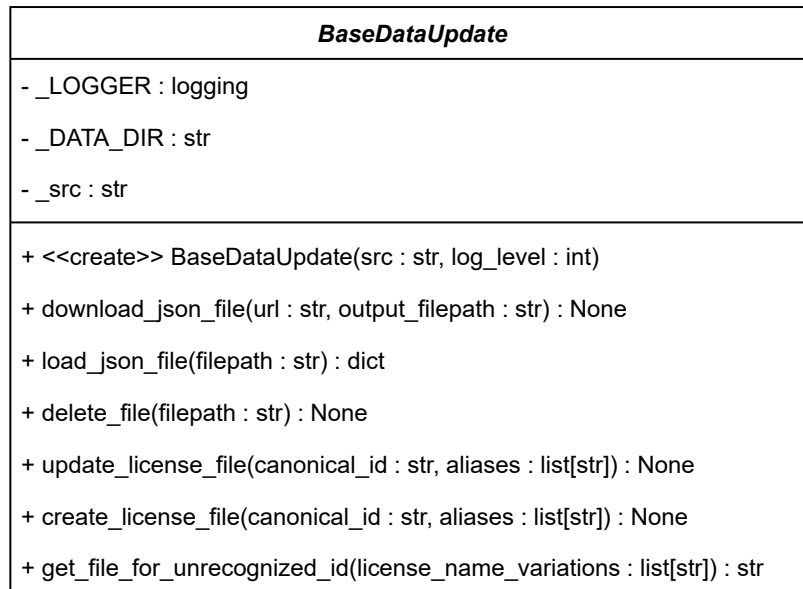 BaseDataUpdate
- _LOGGER : logging
- _DATA_DIR : str
- _src : str
+ <<create>> BaseDataUpdate(src : str, log_level : int)
+ download_json_file(url : str, output_filepath : str) : None
+ load_json_file(filepath : str) : dict
+ delete_file(filepath : str) : None
+ update_license_file(canonical_id : str, aliases : list[str]) : None
+ create_license_file(canonical_id : str, aliases : list[str]) : None
+ get_file_for_unrecognized_id(license_name_variations : list[str]) : str